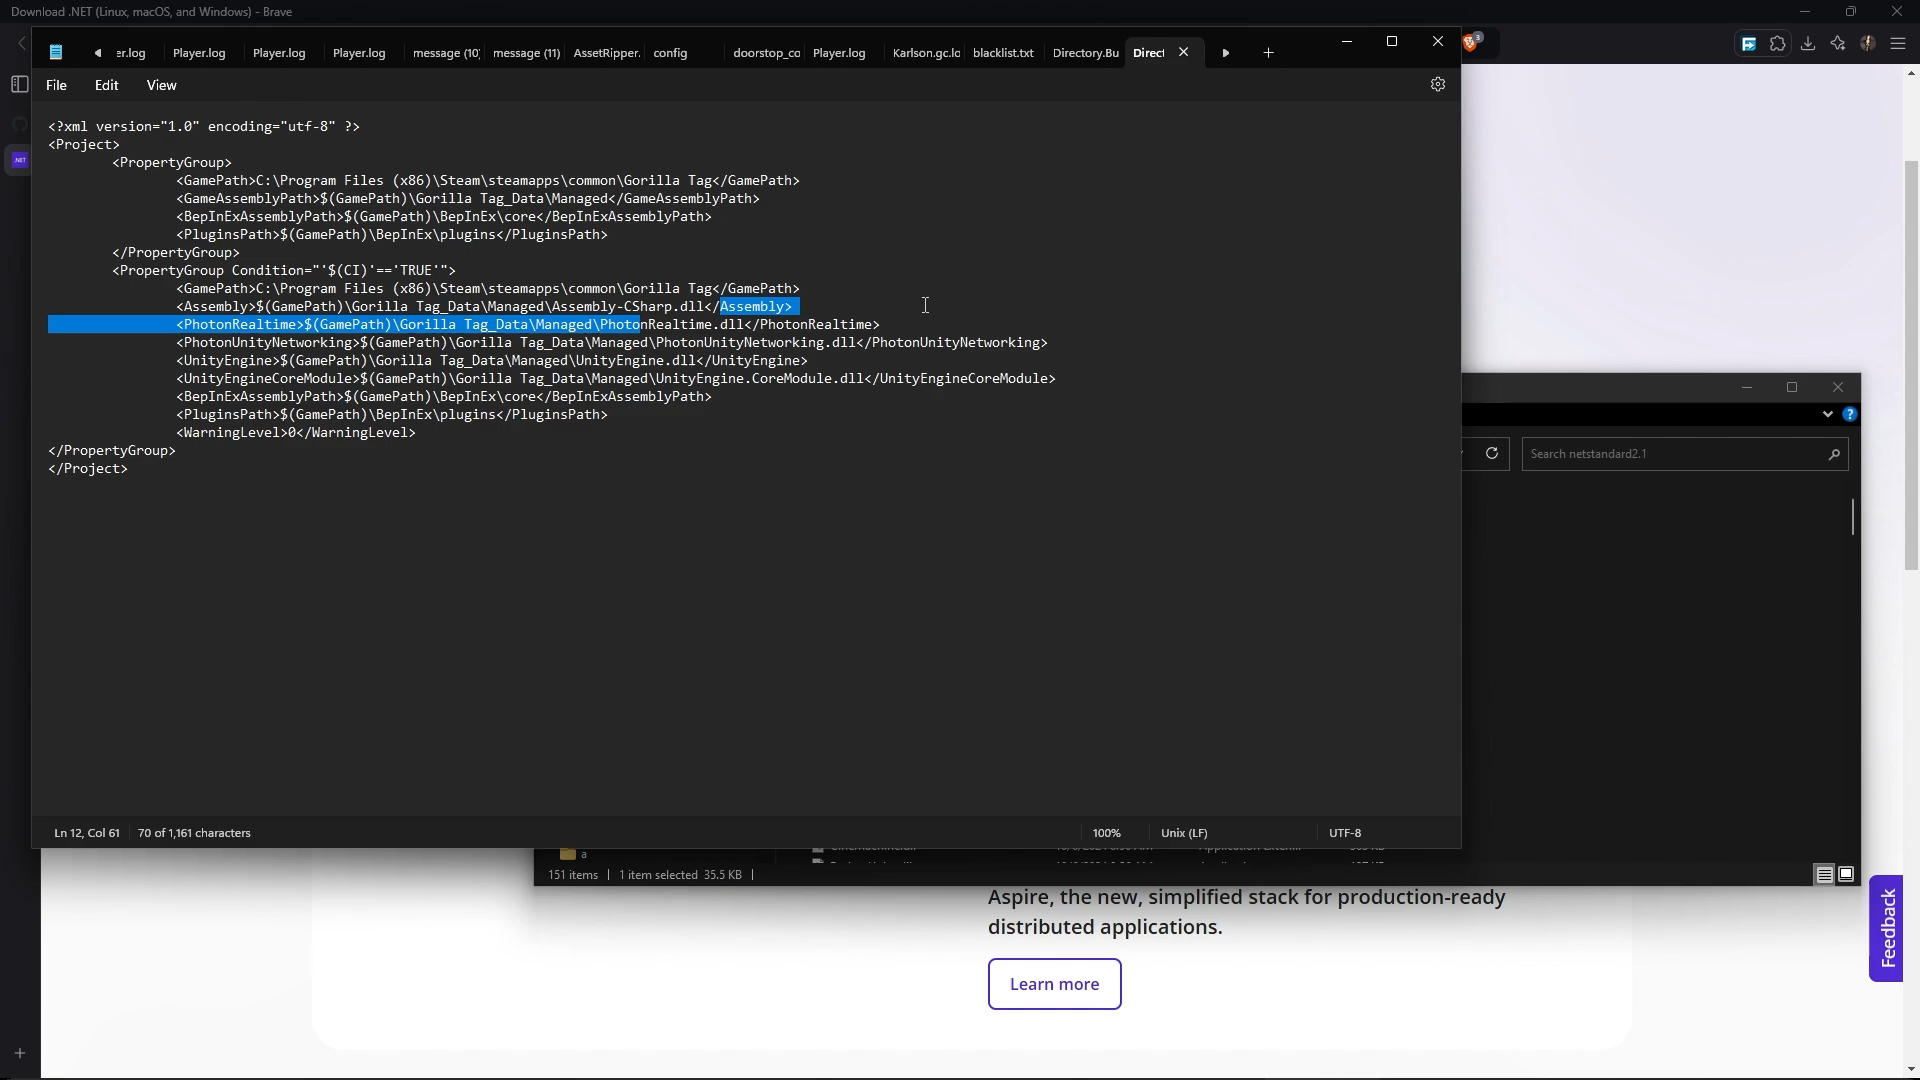 Download .NET (Linux, macOS, and Windows) - Brave
er.log
Player.log
Player.log
Player.log
message (10)
message (11)
AssetRipper.
config
doorstop_co
Player.log
Karlson.gc.lo
blacklist.txt
Directory.Bu
Direct
3
File
Edit
View
.NET
<?xml version="1.0" encoding="utf-8" ?>
<Project>
<PropertyGroup>
<GamePath>C:\Program Files (x86)\Steam\steamapps\common\Gorilla Tag</GamePath>
<GameAssemblyPath>$(GamePath)\Gorilla Tag_Data\Managed</GameAssemblyPath>
<BepInExAssemblyPath>$(GamePath)\BepInEx\core</BepInExAssemblyPath>
<PluginsPath>$(GamePath)\BepInEx\plugins</PluginsPath>
</PropertyGroup>
<PropertyGroup Condition="'$(CI)'=='TRUE'">
<GamePath>C:\Program Files (x86)\Steam\steamapps\common\Gorilla Tag</GamePath>
<Assembly>$(GamePath)\Gorilla Tag_Data\Managed\Assembly-CSharp.dll</Assembly>
<PhotonRealtime>$(GamePath)\Gorilla Tag_Data\Managed\PhotonRealtime.dll</PhotonRealtime>
<PhotonUnityNetworking>$(GamePath)\Gorilla Tag_Data\Managed\PhotonUnityNetworking.dll</PhotonUnityNetworking>
<UnityEngine>$(GamePath)\Gorilla Tag_Data\Managed\UnityEngine.dll</UnityEngine>
<UnityEngineCoreModule>$(GamePath)\Gorilla Tag_Data\Managed\UnityEngine.CoreModule.dll</UnityEngineCoreModule>
<BepInExAssemblyPath>$(GamePath)\BepInEx\core</BepInExAssemblyPath>
<PluginsPath>$(GamePath)\BepInEx\plugins</PluginsPath>
<WarningLevel>0</WarningLevel>
</PropertyGroup>
</Project>
Search netstandard2.1
Ln 12, Col 61
70 of 1,161 characters
100%
Unix (LF)
UTF-8
a
151 items
1 item selected 35.5 KB
Aspire, the new, simplified stack for production-ready
distributed applications.
Learn more
Feedback